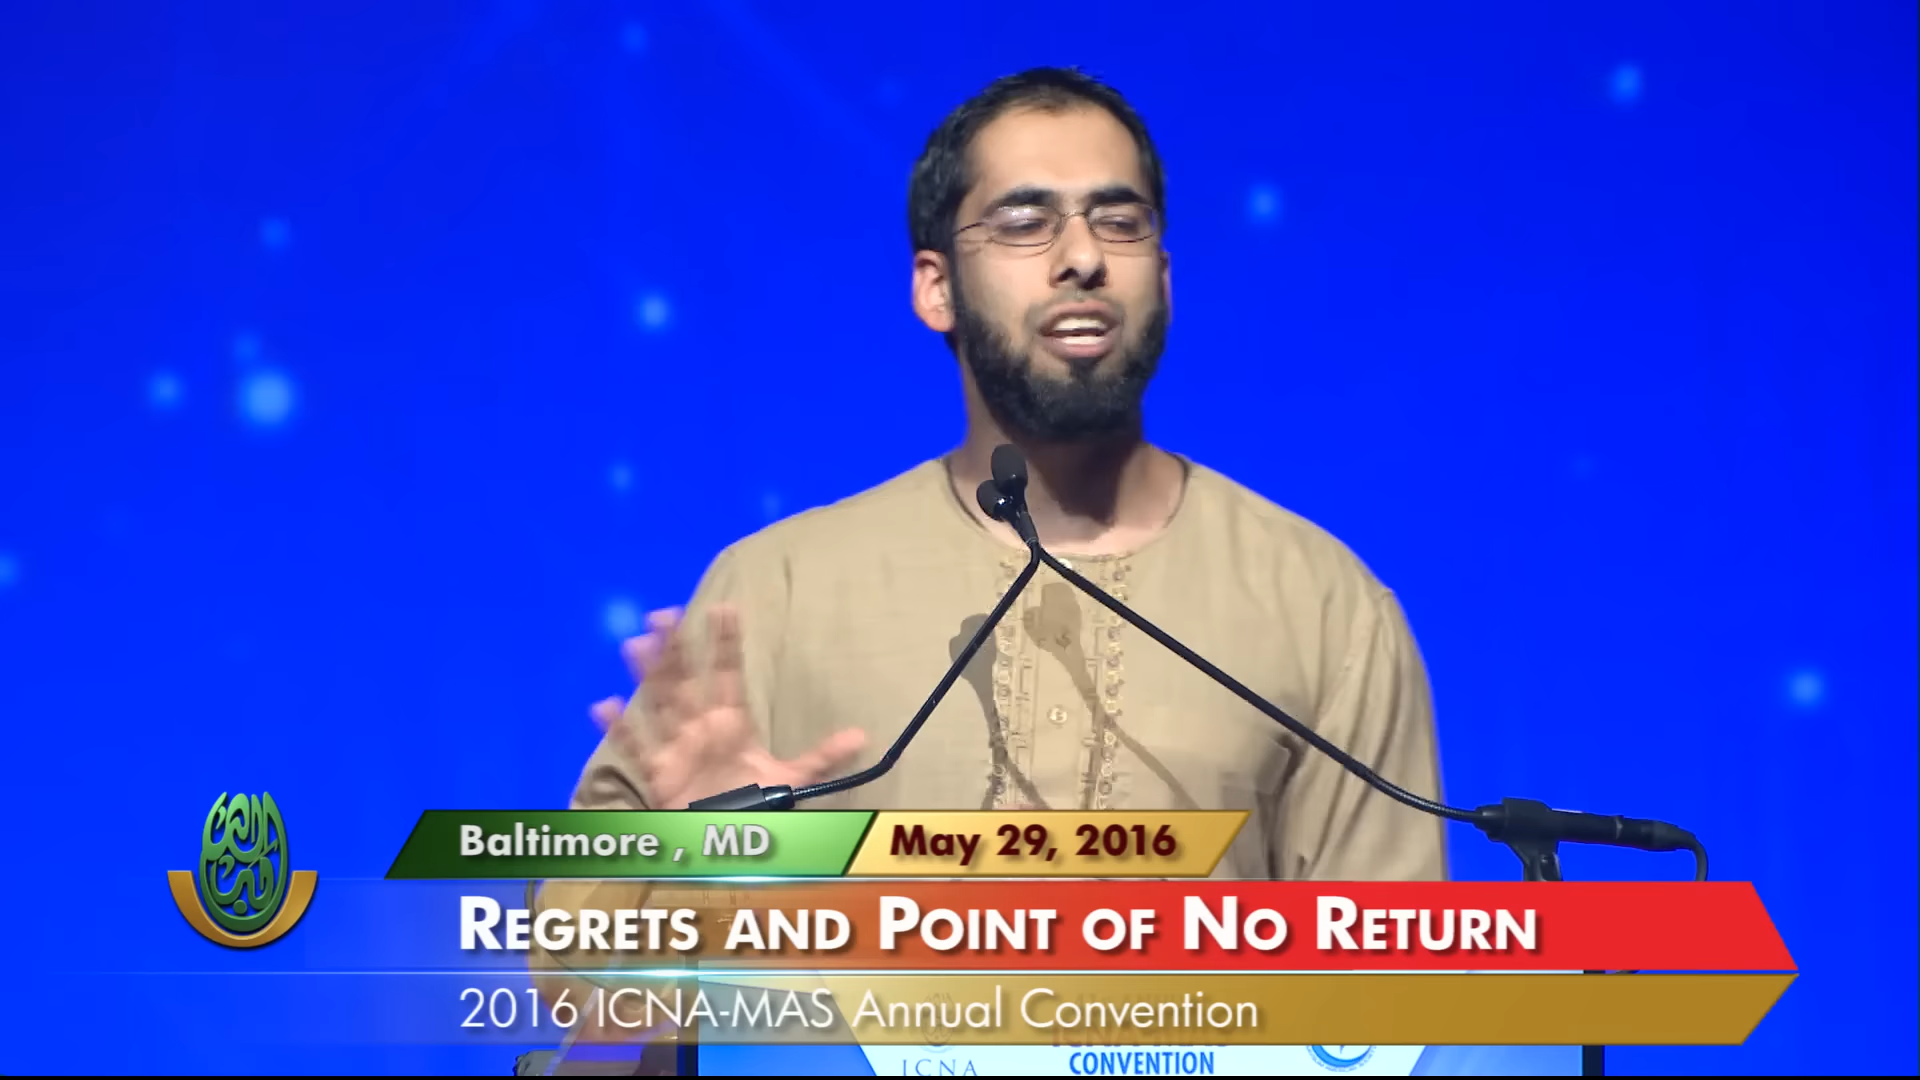 Baltimore , MD
May 29, 2016
REGRETS AND POINT OF NO RETURN
2016 ICNA-MAS Annual Convention
ICNA
CONVENTION